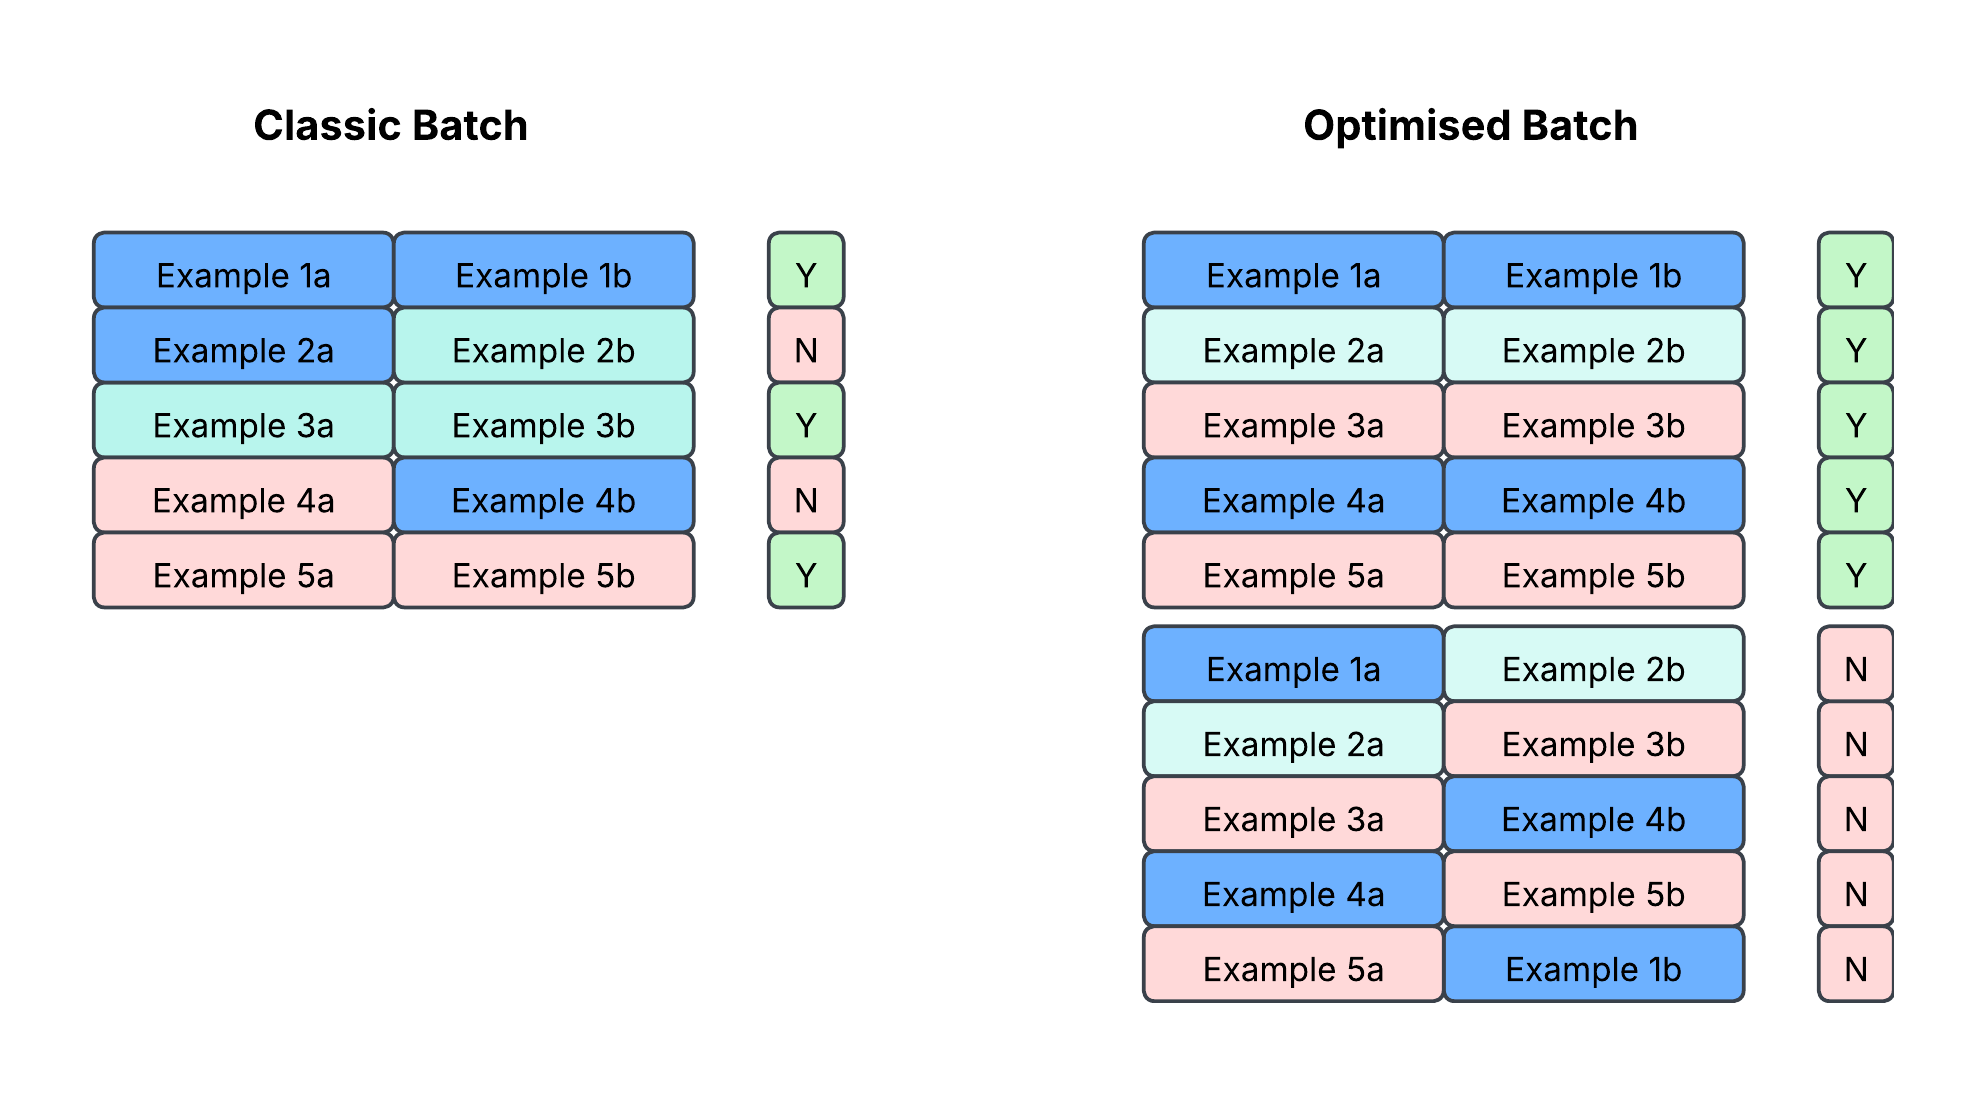 Classic Batch
Example 1a Example 1b Y
Example 2a Example 2b N
Example 3a Example 3b Y
Example 4a Example 4b N
Example 5a Example 5b Y
Optimised Batch
Example 1a Example 1b Y
Example 2a Example 2b Y
Example 3a Example 3b Y
Example 4a Example 4b Y
Example 5a Example 5b Y
Example 1a Example 2b N
Example 2a Example 3b N
Example 3a Example 4b N
Example 4a Example 5b N
Example 5a Example 1b N